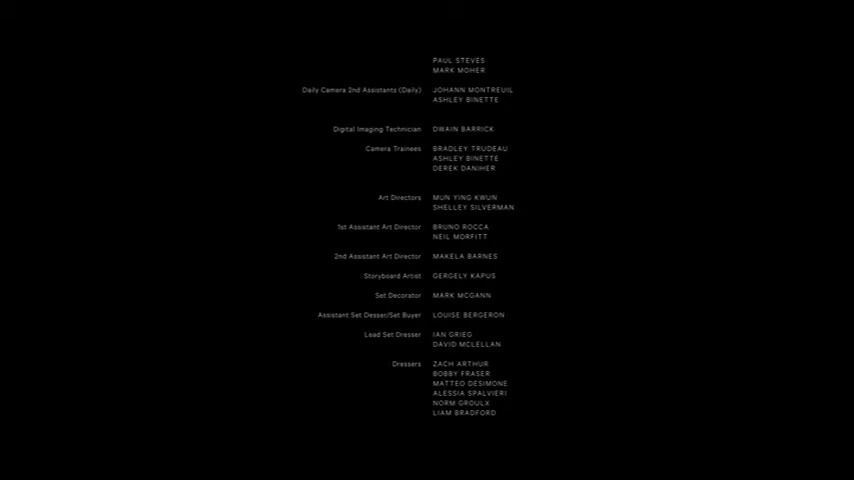 PAUL STEVES
MARK MOHER
Daily Camera 2nd Assistants (Daily) JOHANN MONTREUIL
ASHLEY BINETTE
Digital Imaging Technician DWAIN BARRICK
Camera Trainees BRADLEY TRUDEAU
ASHLEY BINETTE
DEREK DANIHER
Art Directors MUN YING KWUN
SHELLEY SILVERMAN
1st Assistant Art Director BRUNO ROCCA
NEIL MORFITT
2nd Assistant Art Director MAKELA BARNES
Storyboard Artist GERGELY KAPUS
Set Decorator MARK MCGANN
Assistant Set Desser/Set Buyer LOUISE BERGERON
Lead Set Dresser IAN GRIEG
DAVID MCLELLAN
Dressers ZACH ARTHUR
BOBBY FRASER
MATTEO DESIMONE
ALESSIA SPALVIERI
NORM GROULX
LIAM BRADFORD